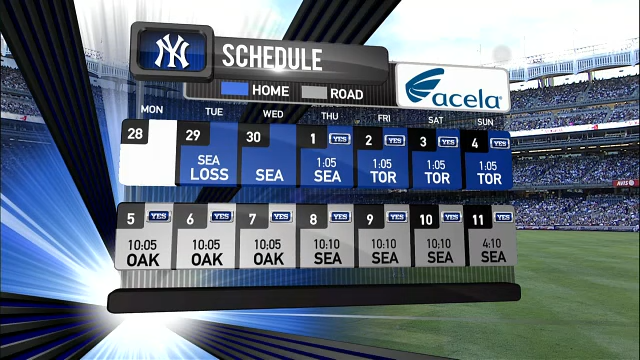 NY SCHEDULE
HOME ROAD
acela
MON TUE WED THU FRI SAT SUN
28 29 30 1 YES 2 YES 3 YES 4 YES
SEA 1:05 1:05 1:05 1:05
LOSS SEA SEA TOR TOR TOR
5 YES 6 YES 7 YES 8 YES 9 YES 10 YES 11 YES
10:05 10:05 10:05 10:10 10:10 10:10 4:10
OAK OAK OAK SEA SEA SEA SEA
AVIS